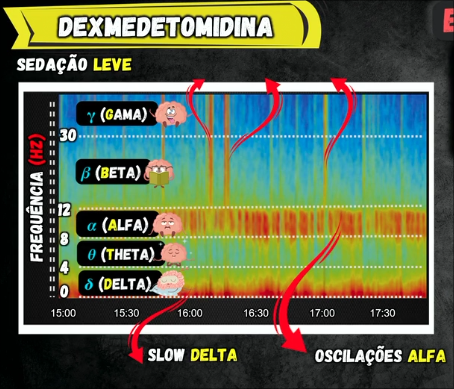 DEXMEDETOMIDINA
SEDAÇÃO LEVE
FREQUÊNCIA (HZ)
γ (GAMA)
30
β (BETA)
12
α (ALFA)
8
θ (THETA)
4
δ (DELTA)
0
15:00 15:30 16:00 16:30 17:00 17:30
SLOW DELTA
OSCILAÇÕES ALFA